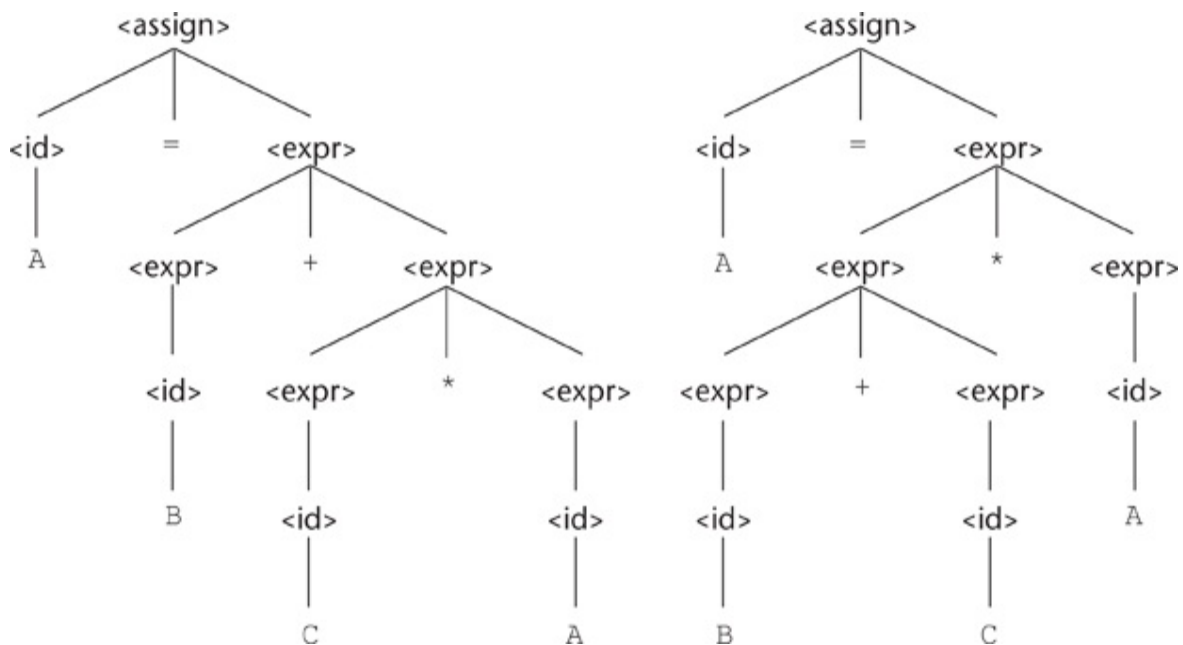 <assign> <assign>
<id> = <expr> <id> = <expr>
A <expr> + <expr> A <expr> * <expr>
<id> <expr> * <expr> <expr> + <expr> <id>
B <id> <id> <id> <id> A
C A B C